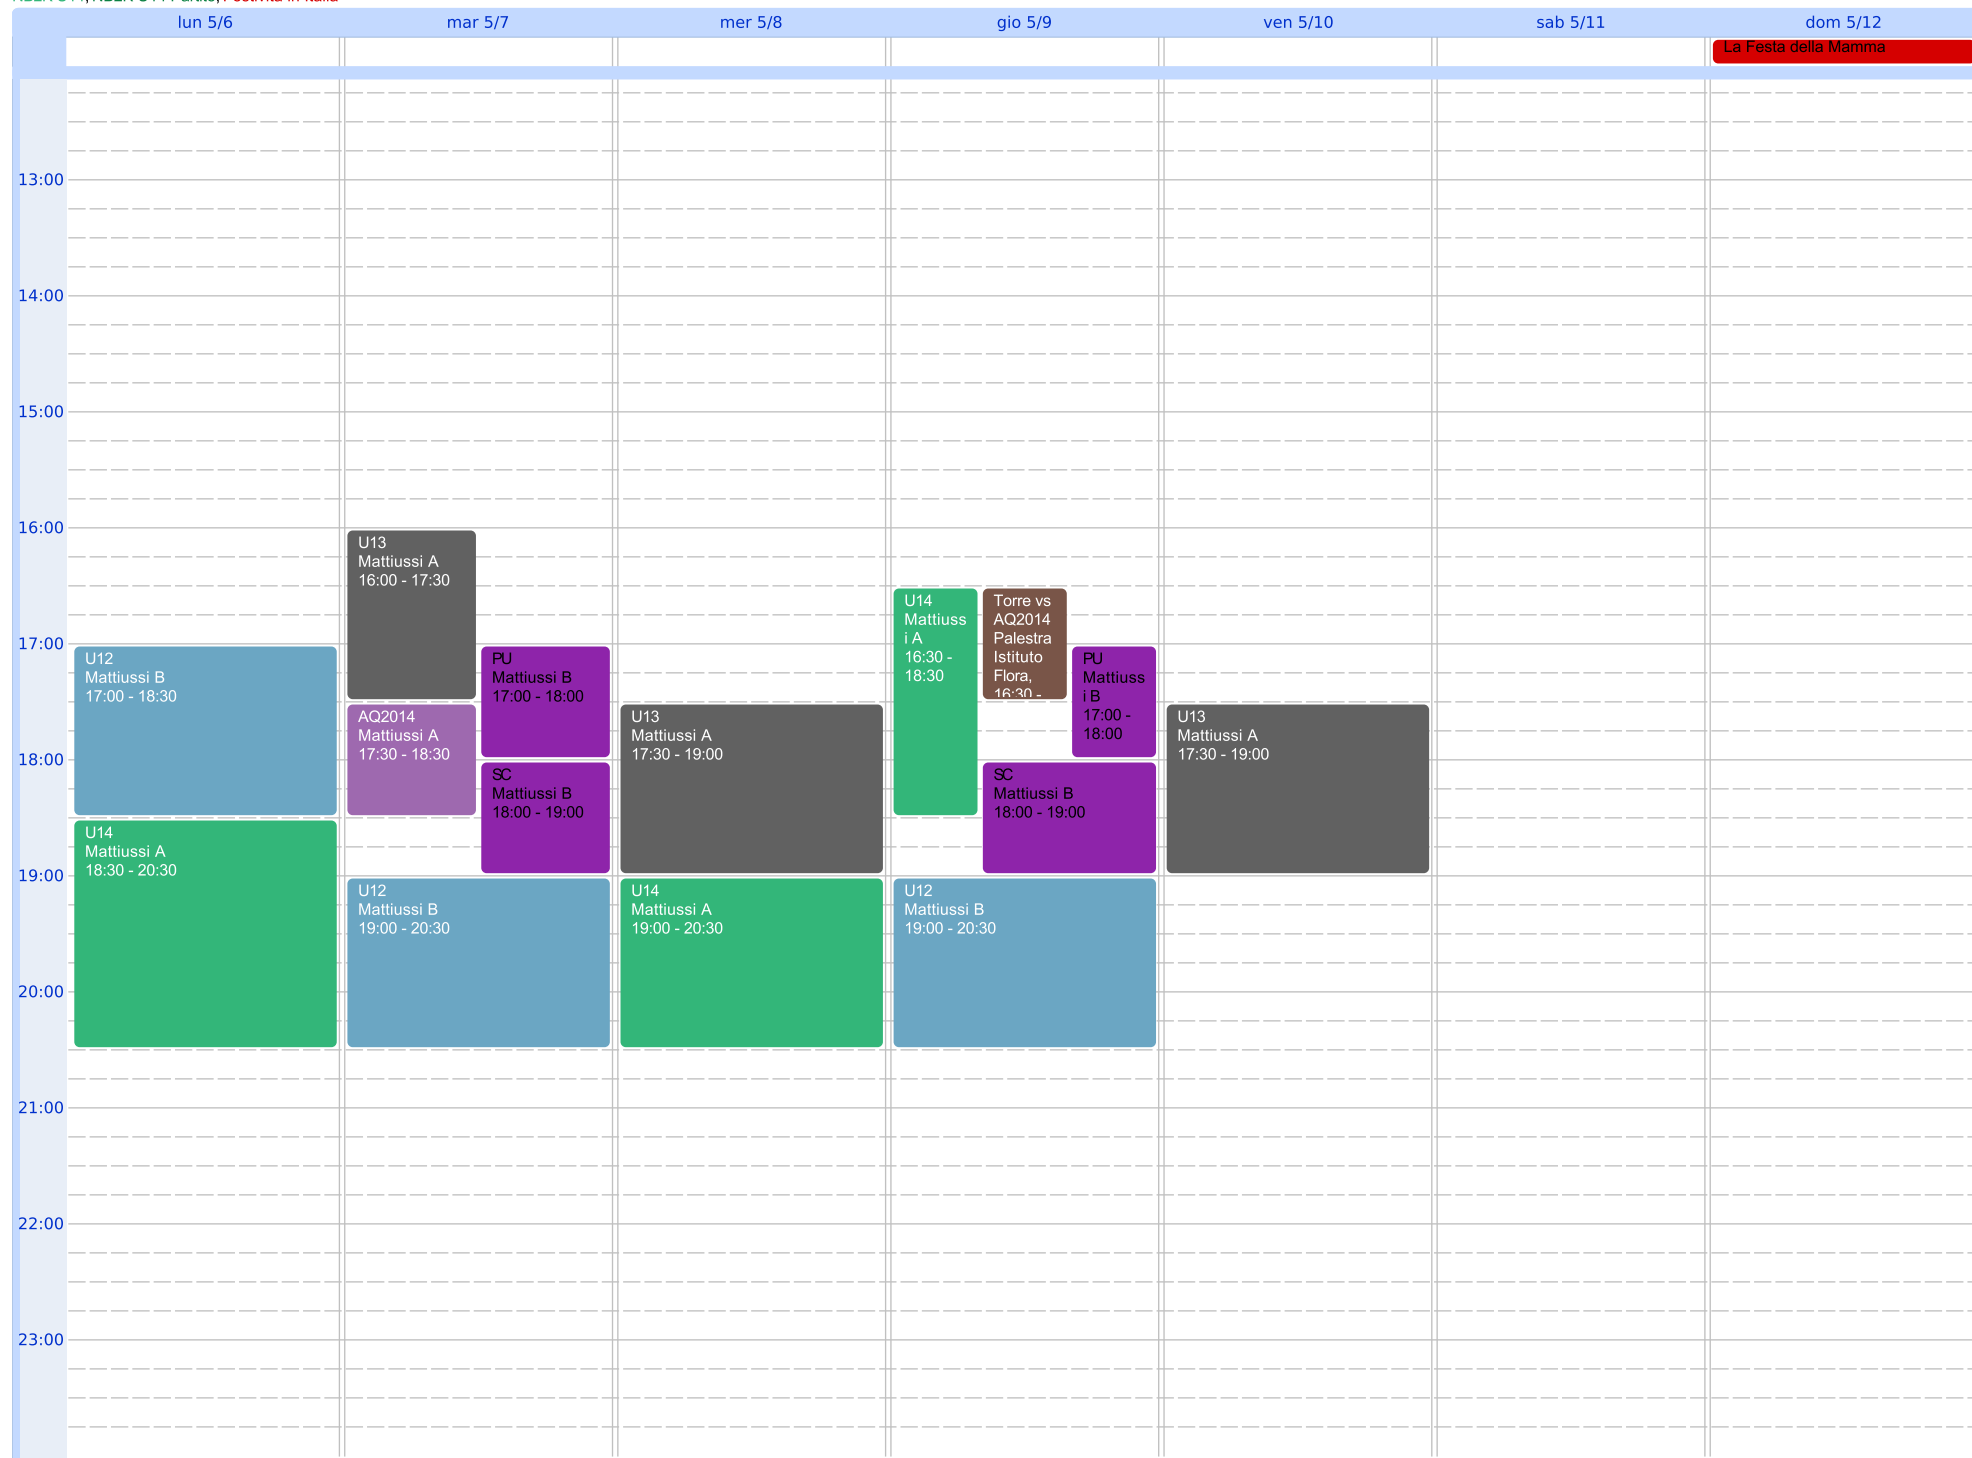 Festività in Italia
lun 5/6
mar 5/7
mer 5/8
gio 5/9
ven 5/10
sab 5/11
dom 5/12
La Festa della Mamma
13:00
14:00
15:00
16:00
17:00
18:00
19:00
20:00
21:00
22:00
23:00
U12
Mattiussi B
17:00 - 18:30
U14
Mattiussi A
18:30 - 20:30
U13
Mattiussi A
16:00 - 17:30
AQ2014
Mattiussi A
17:30 - 18:30
PU
Mattiussi B
17:00 - 18:00
SC
Mattiussi B
18:00 - 19:00
U12
Mattiussi B
19:00 - 20:30
U13
Mattiussi A
17:30 - 19:00
U14
Mattiussi A
19:00 - 20:30
U14
Mattiuss
i A
16:30 -
18:30
Torre vs
AQ2014
Palestra
Istituto
Flora,
16:30 -
PU
Mattiuss
i B
17:00 -
18:00
SC
Mattiussi B
18:00 - 19:00
U12
Mattiussi B
19:00 - 20:30
U13
Mattiussi A
17:30 - 19:00